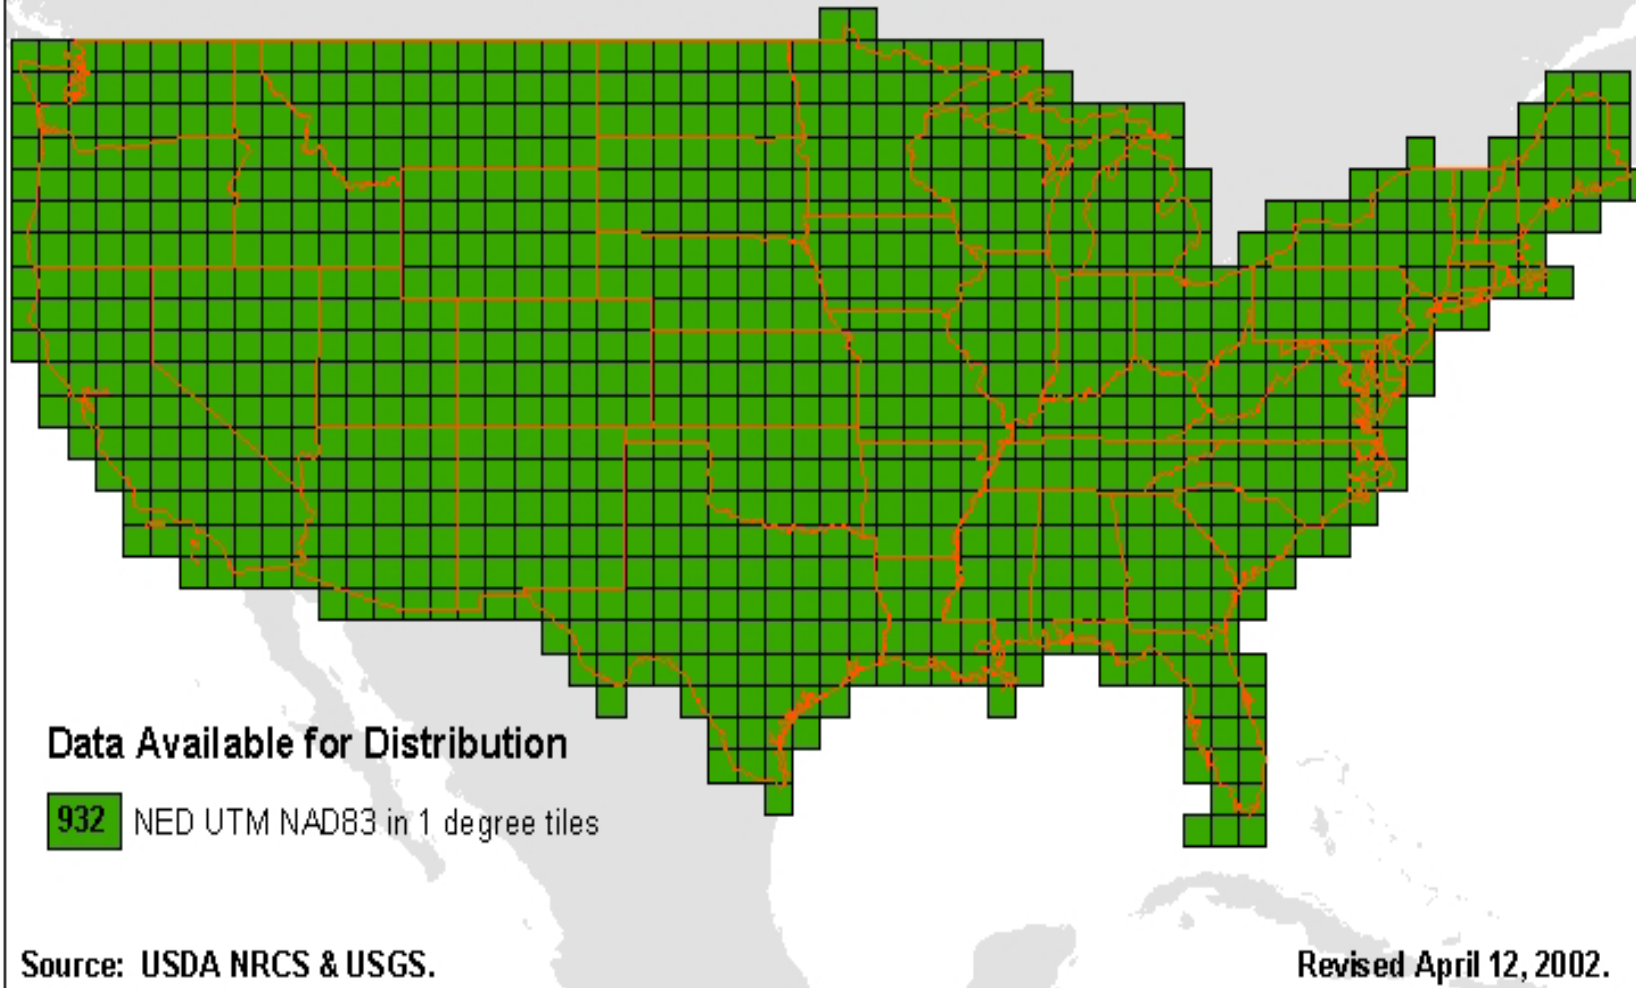 Data Available for Distribution
932 NED UTM NAD83 in 1 degree tiles
Source: USDA NRCS & USGS.
Revised April 12, 2002.